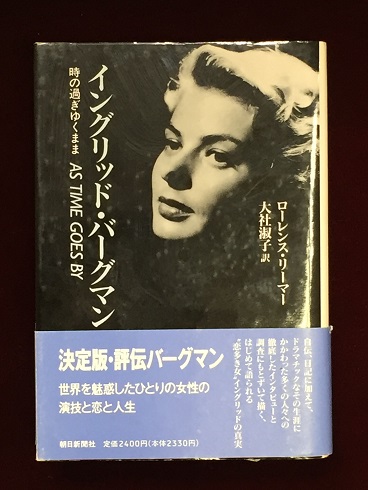 イングリッド・バーグマン
時の過ぎゆくまま AS TIME GOES BY
ローレンス・リーマー
大社淑子 訳
決定版・評伝バーグマン
世界を魅惑したひとりの女性の
演技と恋と人生
自伝、日記に加えて、
ドラマチックなその生涯に
かかわった多くの人々への
徹底したインタビューと
調査にもとづいて描く、
はじめて語られる
“恋多き女”イングリッドの真実
朝日新聞社 定価2400円(本体2330円)